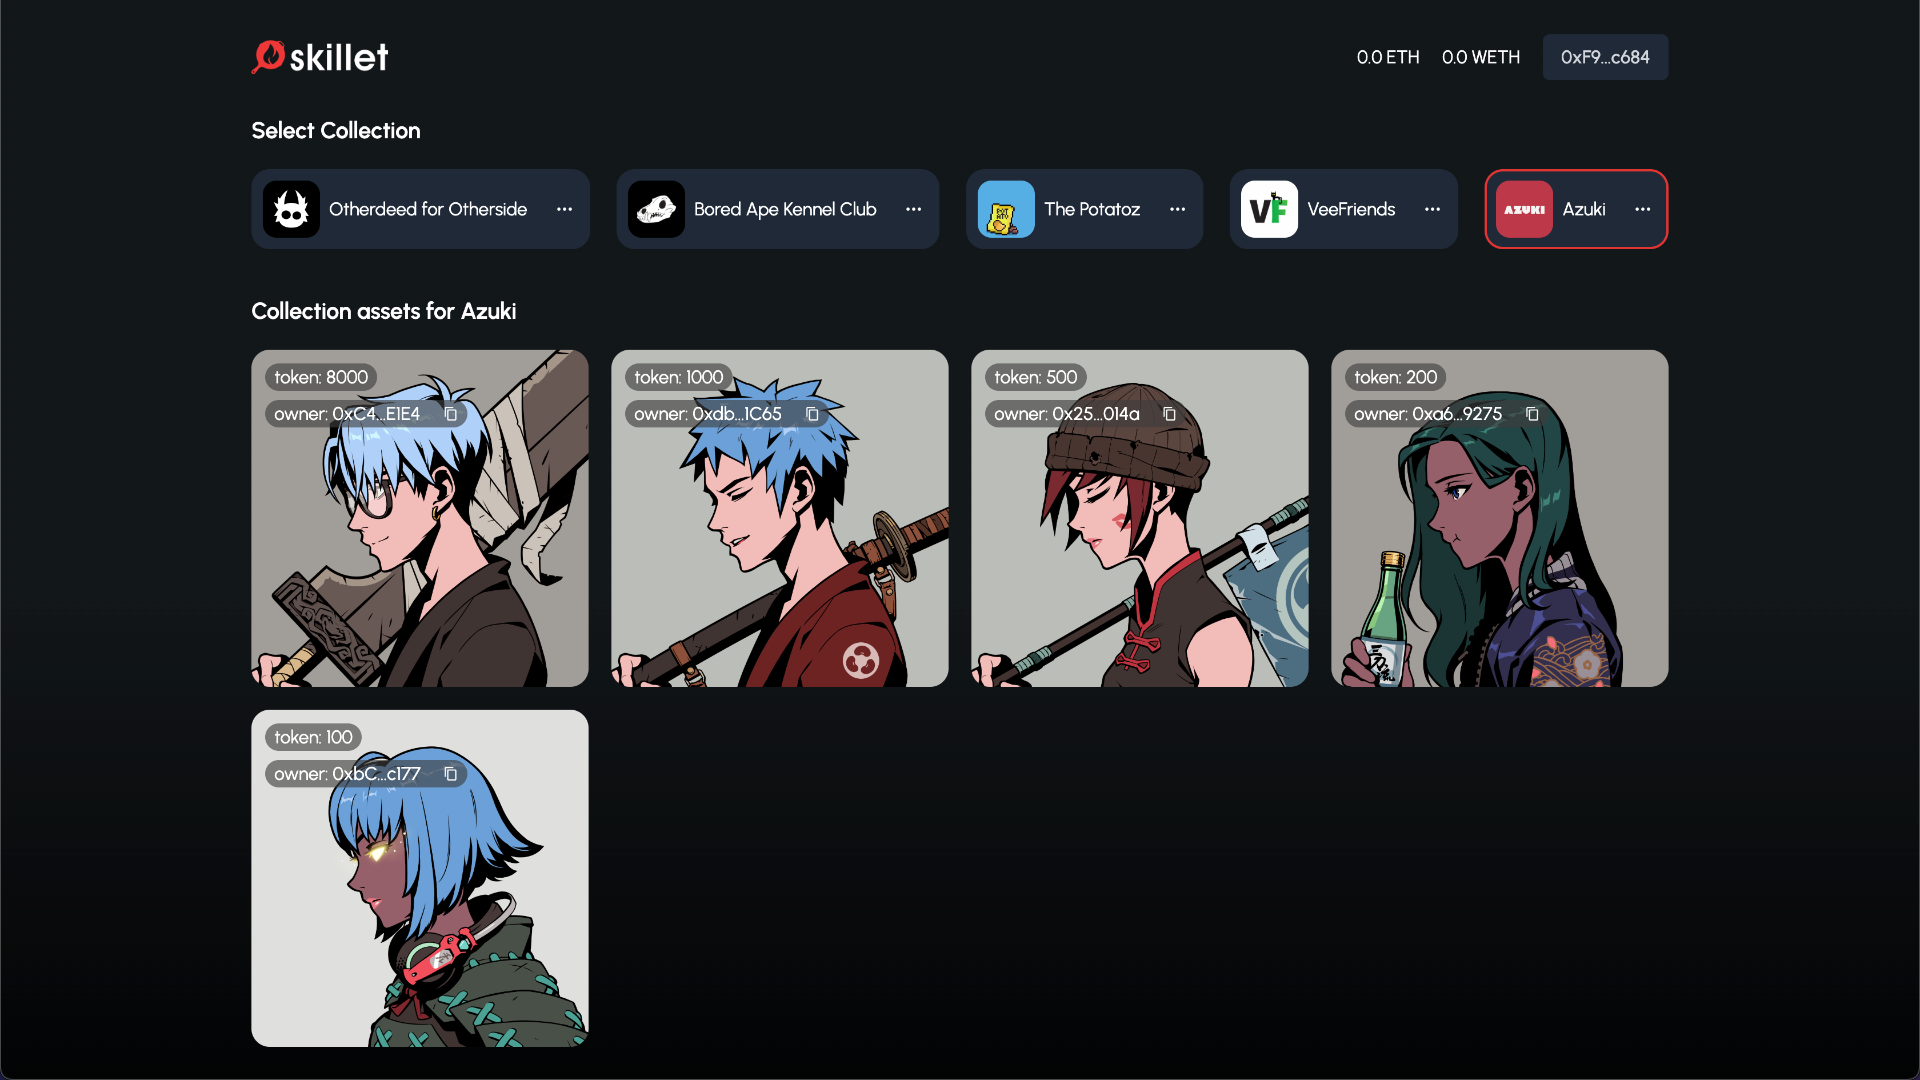 skillet
0.0 ETH 0.0 WETH 0xF9...c684
Select Collection
Otherdeed for Otherside ...
Bored Ape Kennel Club ...
The Potatoz ...
VF VeeFriends ...
AZUKI Azuki ...
Collection assets for Azuki
token: 8000
owner: 0xC4...E1E4
token: 1000
owner: 0xdb...1C65
token: 500
owner: 0x25...014a
token: 200
owner: 0xa6...9275
token: 100
owner: 0xbC...c177